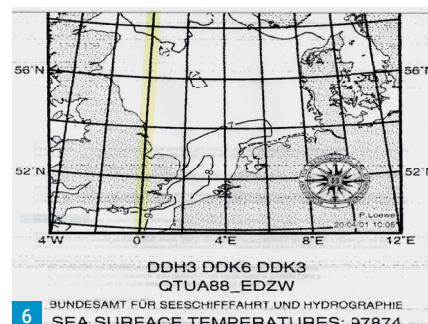 56°N
56°N
52°N
52°N
P.Loewe
20/04/01 10:05
4°W
0°
4°E
8°E
12°E
DDH3 DDK6 DDK3
QTUA88_EDZW
BUNDESAMT FÜR SEESCHIFFFAHRT UND HYDROGRAPHIE
SEA SURFACE TEMPERATURES: 97874
6